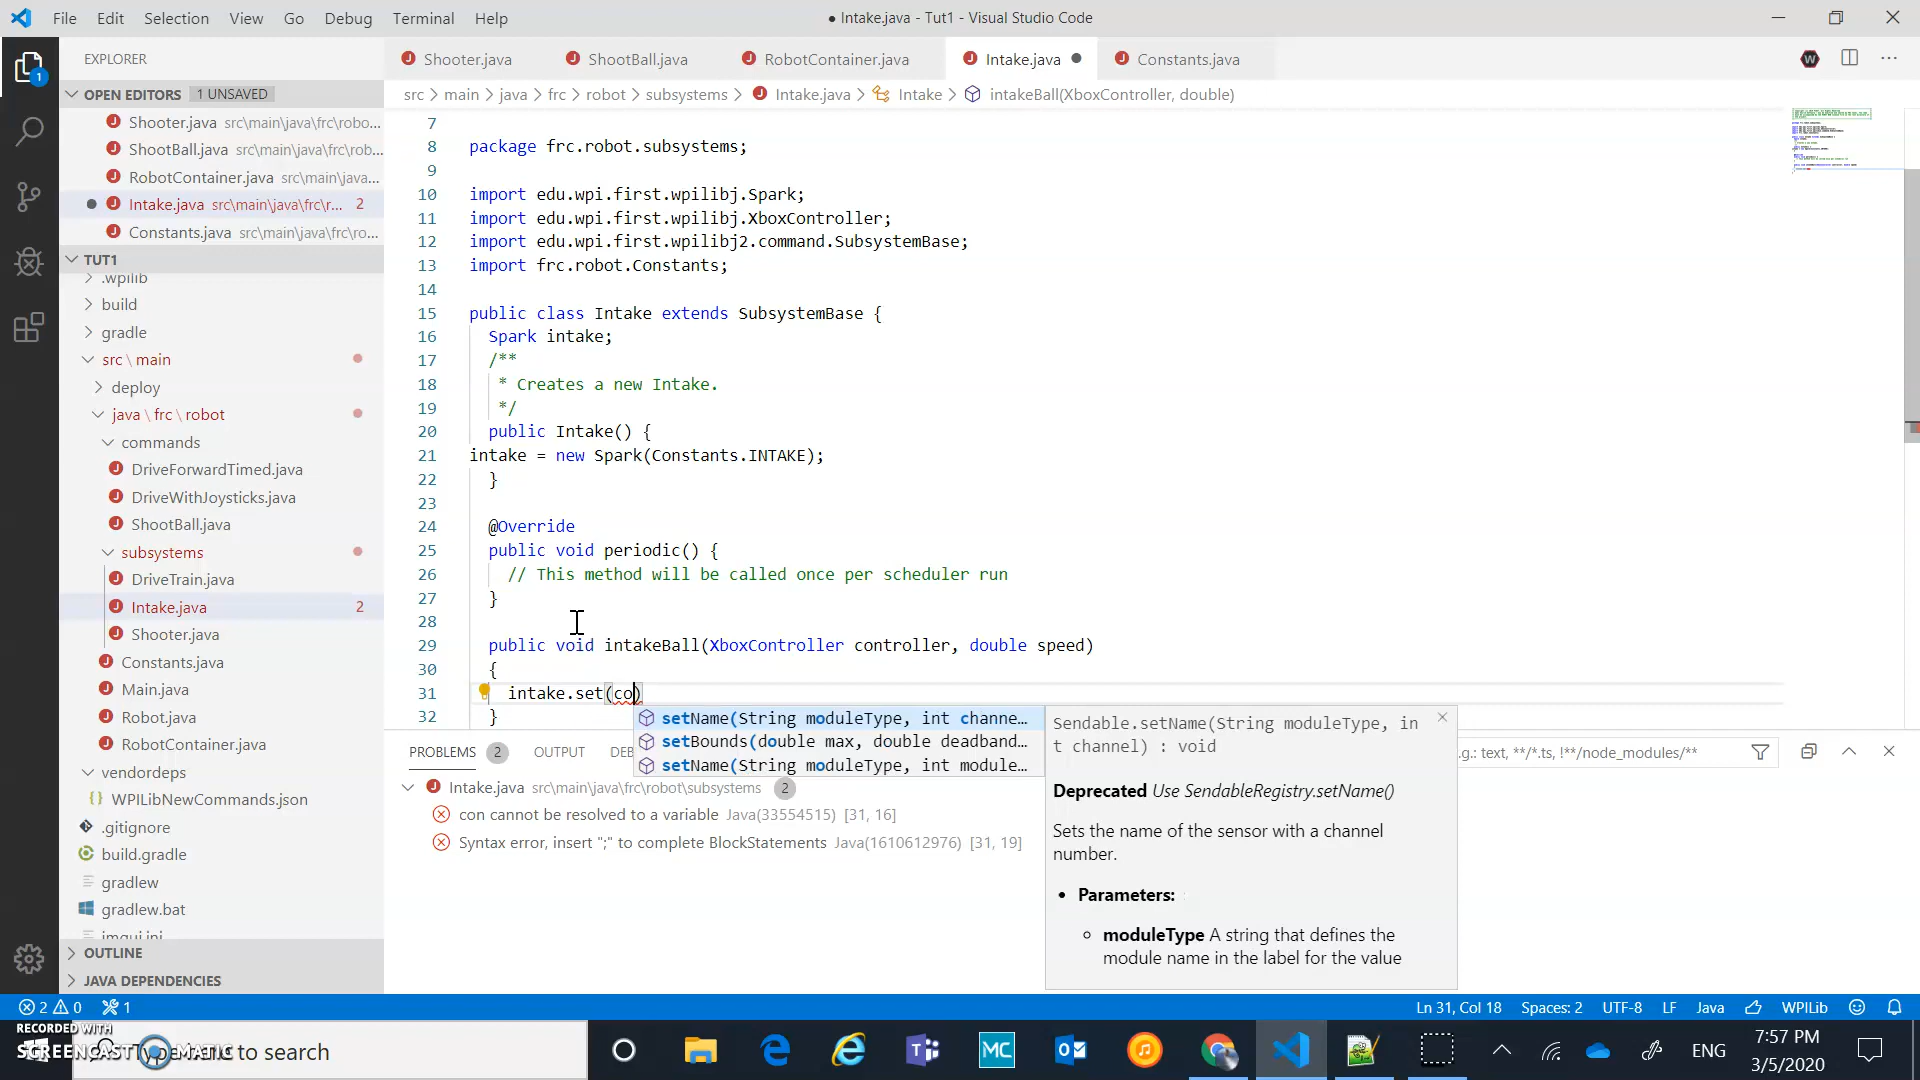 File Edit Selection View Go Debug Terminal Help
● Intake.java - Tut1 - Visual Studio Code
EXPLORER
OPEN EDITORS 1 UNSAVED
Shooter.java src\main\java\frc\robo...
ShootBall.java src\main\java\frc\rob...
RobotContainer.java src\main\java...
Intake.java src\main\java\frc\r... 2
Constants.java src\main\java\frc\ro...
TUT1
.wpilib
build
gradle
src \ main
deploy
java \ frc \ robot
commands
DriveForwardTimed.java
DriveWithJoysticks.java
ShootBall.java
subsystems
DriveTrain.java
Intake.java 2
Shooter.java
Constants.java
Main.java
Robot.java
RobotContainer.java
vendordeps
WPILibNewCommands.json
.gitignore
build.gradle
gradlew
gradlew.bat
imgui.ini
OUTLINE
JAVA DEPENDENCIES
Shooter.java ShootBall.java RobotContainer.java Intake.java Constants.java
src > main > java > frc > robot > subsystems > Intake.java > Intake > intakeBall(XboxController, double)
7
8 package frc.robot.subsystems;
9
10 import edu.wpi.first.wpilibj.Spark;
11 import edu.wpi.first.wpilibj.XboxController;
12 import edu.wpi.first.wpilibj2.command.SubsystemBase;
13 import frc.robot.Constants;
14
15 public class Intake extends SubsystemBase {
16 Spark intake;
17 /**
18 * Creates a new Intake.
19 */
20 public Intake() {
21 intake = new Spark(Constants.INTAKE);
22 }
23
24 @Override
25 public void periodic() {
26 // This method will be called once per scheduler run
27 }
28
29 public void intakeBall(XboxController controller, double speed)
30 {
31 intake.set(co)
32 }
setName(String moduleType, int channe...
setBounds(double max, double deadband...
setName(String moduleType, int module...
Sendable.setName(String moduleType, in
t channel) : void
Deprecated Use SendableRegistry.setName()
Sets the name of the sensor with a channel
number.
• Parameters:
moduleType A string that defines the
module name in the label for the value
PROBLEMS 2 OUTPUT DEB
.g.: text, **/*.ts, !**/node_modules/**
Intake.java src\main\java\frc\robot\subsystems 2
con cannot be resolved to a variable Java(33554515) [31, 16]
Syntax error, insert ";" to complete BlockStatements Java(1610612976) [31, 19]
2 0 1
Ln 31, Col 18 Spaces: 2 UTF-8 LF Java WPILib
RECORDED WITH
SCREENCAST MATIC
Type here to search
MC
ENG
7:57 PM
3/5/2020